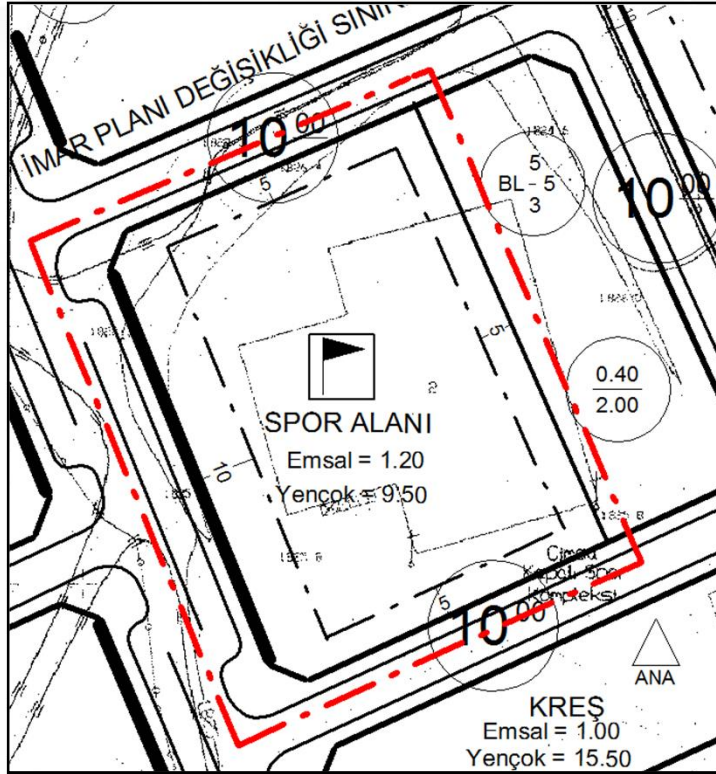 İMAR PLANI DEĞİŞİKLİĞİ SINIR
10.00
5
5
BL - 5
3
10.00
5
0.40
2.00
SPOR ALANI
Emsal = 1.20
Yençok = 9.50
10
2
Kapalı Spor
Kompleksi
5
10.00
ANA
KREŞ
Emsal = 1.00
Yençok = 15.50